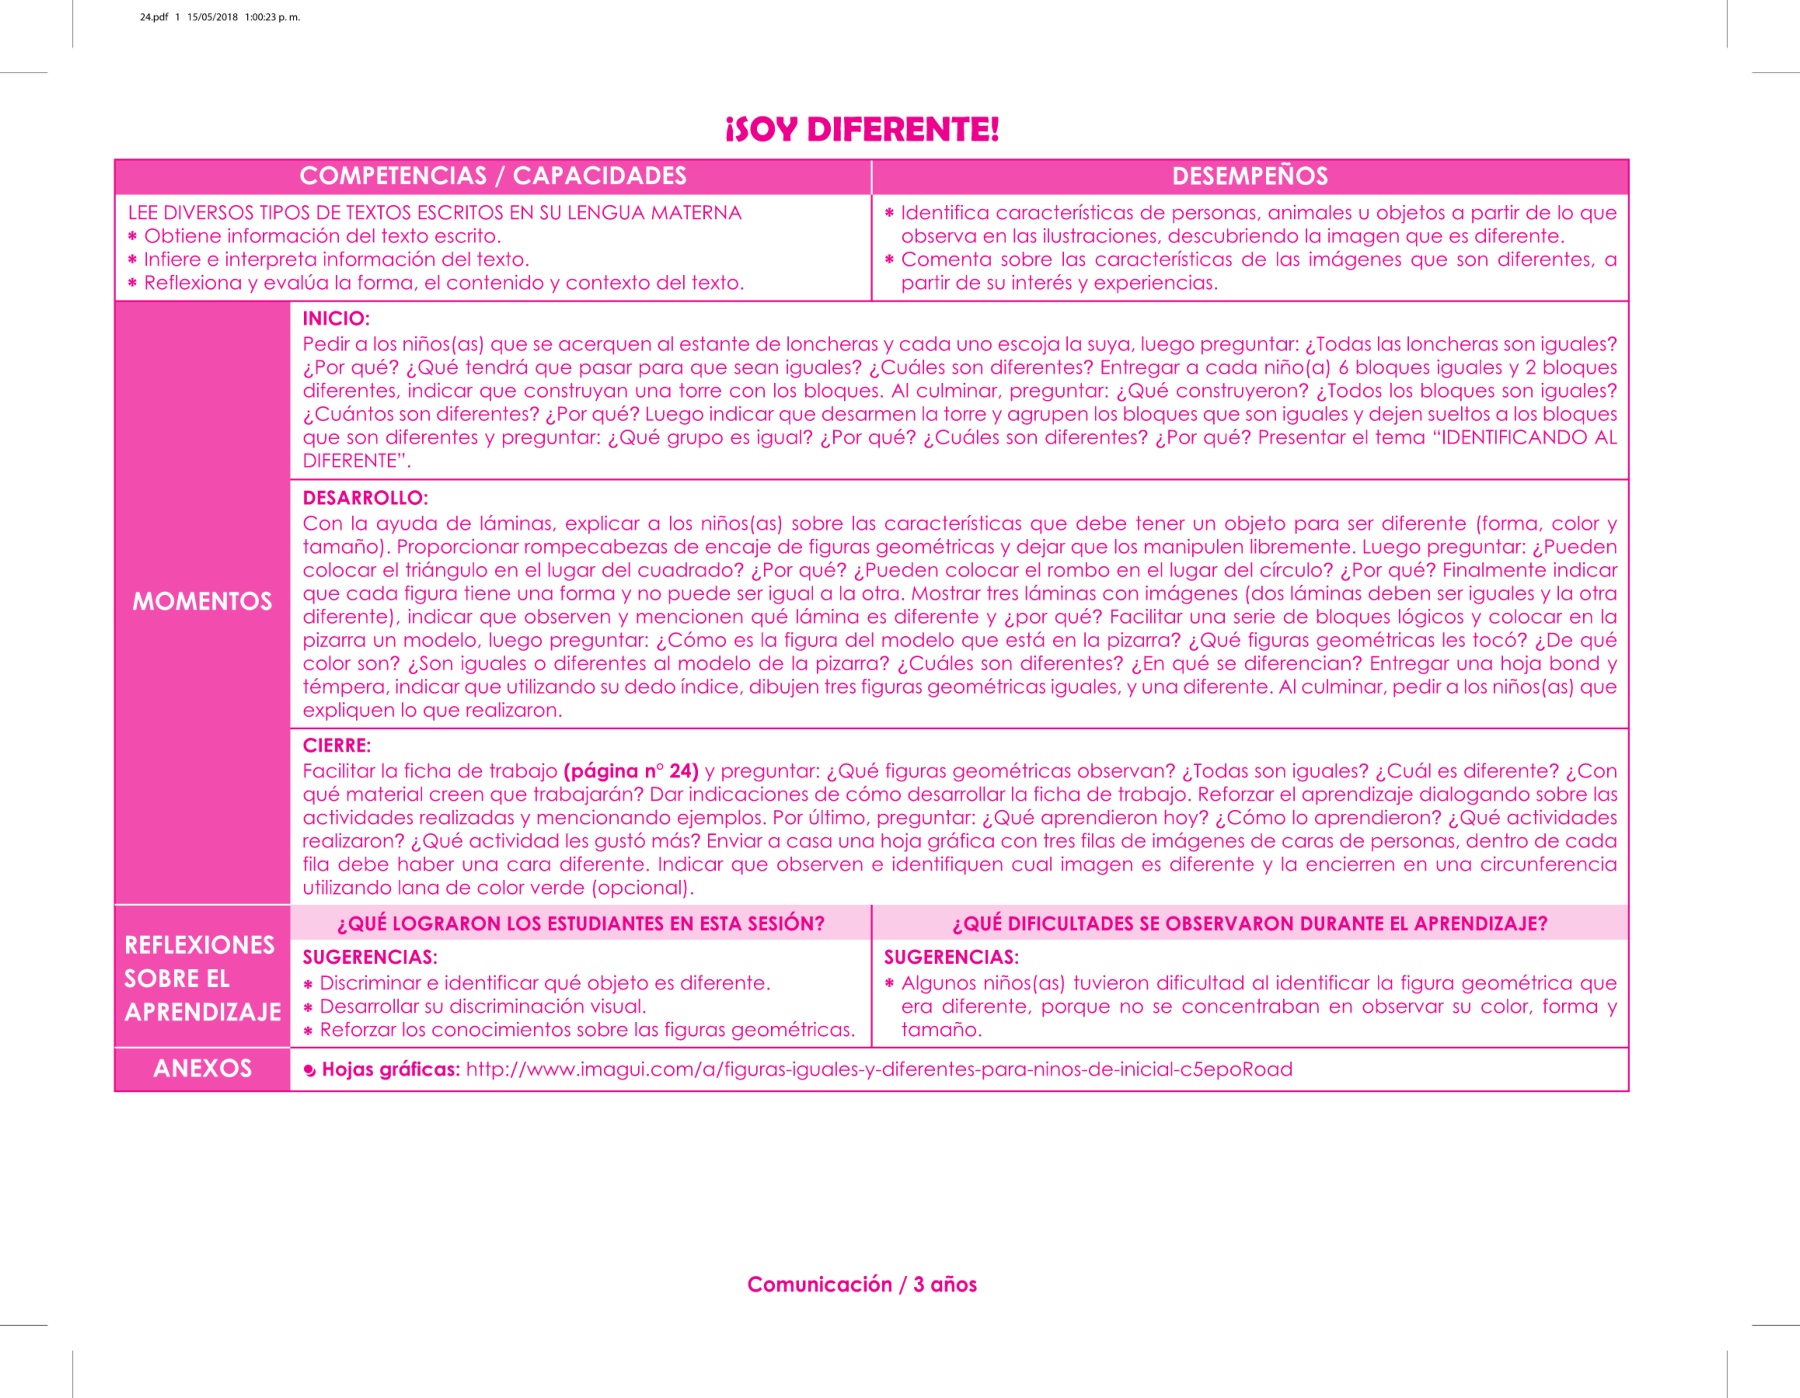 24.pdf 1 15/05/2018 1:00:23 p. m.
¡SOY DIFERENTE!
COMPETENCIAS / CAPACIDADES
DESEMPEÑOS
LEE DIVERSOS TIPOS DE TEXTOS ESCRITOS EN SU LENGUA MATERNA
* Obtiene información del texto escrito.
* Infiere e interpreta información del texto.
* Reflexiona y evalúa la forma, el contenido y contexto del texto.
* Identifica características de personas, animales u objetos a partir de lo que
observa en las ilustraciones, descubriendo la imagen que es diferente.
* Comenta sobre las características de las imágenes que son diferentes, a
partir de su interés y experiencias.
MOMENTOS
INICIO:
Pedir a los niños(as) que se acerquen al estante de loncheras y cada uno escoja la suya, luego preguntar: ¿Todas las loncheras son iguales?
¿Por qué? ¿Qué tendrá que pasar para que sean iguales? ¿Cuáles son diferentes? Entregar a cada niño(a) 6 bloques iguales y 2 bloques
diferentes, indicar que construyan una torre con los bloques. Al culminar, preguntar: ¿Qué construyeron? ¿Todos los bloques son iguales?
¿Cuántos son diferentes? ¿Por qué? Luego indicar que desarmen la torre y agrupen los bloques que son iguales y dejen sueltos a los bloques
que son diferentes y preguntar: ¿Qué grupo es igual? ¿Por qué? ¿Cuáles son diferentes? ¿Por qué? Presentar el tema “IDENTIFICANDO AL
DIFERENTE”.
DESARROLLO:
Con la ayuda de láminas, explicar a los niños(as) sobre las características que debe tener un objeto para ser diferente (forma, color y
tamaño). Proporcionar rompecabezas de encaje de figuras geométricas y dejar que los manipulen libremente. Luego preguntar: ¿Pueden
colocar el triángulo en el lugar del cuadrado? ¿Por qué? ¿Pueden colocar el rombo en el lugar del círculo? ¿Por qué? Finalmente indicar
que cada figura tiene una forma y no puede ser igual a la otra. Mostrar tres láminas con imágenes (dos láminas deben ser iguales y la otra
diferente), indicar que observen y mencionen qué lámina es diferente y ¿por qué? Facilitar una serie de bloques lógicos y colocar en la
pizarra un modelo, luego preguntar: ¿Cómo es la figura del modelo que está en la pizarra? ¿Qué figuras geométricas les tocó? ¿De qué
color son? ¿Son iguales o diferentes al modelo de la pizarra? ¿Cuáles son diferentes? ¿En qué se diferencian? Entregar una hoja bond y
témpera, indicar que utilizando su dedo índice, dibujen tres figuras geométricas iguales, y una diferente. Al culminar, pedir a los niños(as) que
expliquen lo que realizaron.
CIERRE:
Facilitar la ficha de trabajo (página n° 24) y preguntar: ¿Qué figuras geométricas observan? ¿Todas son iguales? ¿Cuál es diferente? ¿Con
qué material creen que trabajarán? Dar indicaciones de cómo desarrollar la ficha de trabajo. Reforzar el aprendizaje dialogando sobre las
actividades realizadas y mencionando ejemplos. Por último, preguntar: ¿Qué aprendieron hoy? ¿Cómo lo aprendieron? ¿Qué actividades
realizaron? ¿Qué actividad les gustó más? Enviar a casa una hoja gráfica con tres filas de imágenes de caras de personas, dentro de cada
fila debe haber una cara diferente. Indicar que observen e identifiquen cual imagen es diferente y la encierren en una circunferencia
utilizando lana de color verde (opcional).
REFLEXIONES
SOBRE EL
APRENDIZAJE
¿QUÉ LOGRARON LOS ESTUDIANTES EN ESTA SESIÓN?
SUGERENCIAS:
* Discriminar e identificar qué objeto es diferente.
* Desarrollar su discriminación visual.
* Reforzar los conocimientos sobre las figuras geométricas.
¿QUÉ DIFICULTADES SE OBSERVARON DURANTE EL APRENDIZAJE?
SUGERENCIAS:
* Algunos niños(as) tuvieron dificultad al identificar la figura geométrica que
era diferente, porque no se concentraban en observar su color, forma y
tamaño.
ANEXOS
Hojas gráficas: http://www.imagui.com/a/figuras-iguales-y-diferentes-para-ninos-de-inicial-c5epoRoad
Comunicación / 3 años